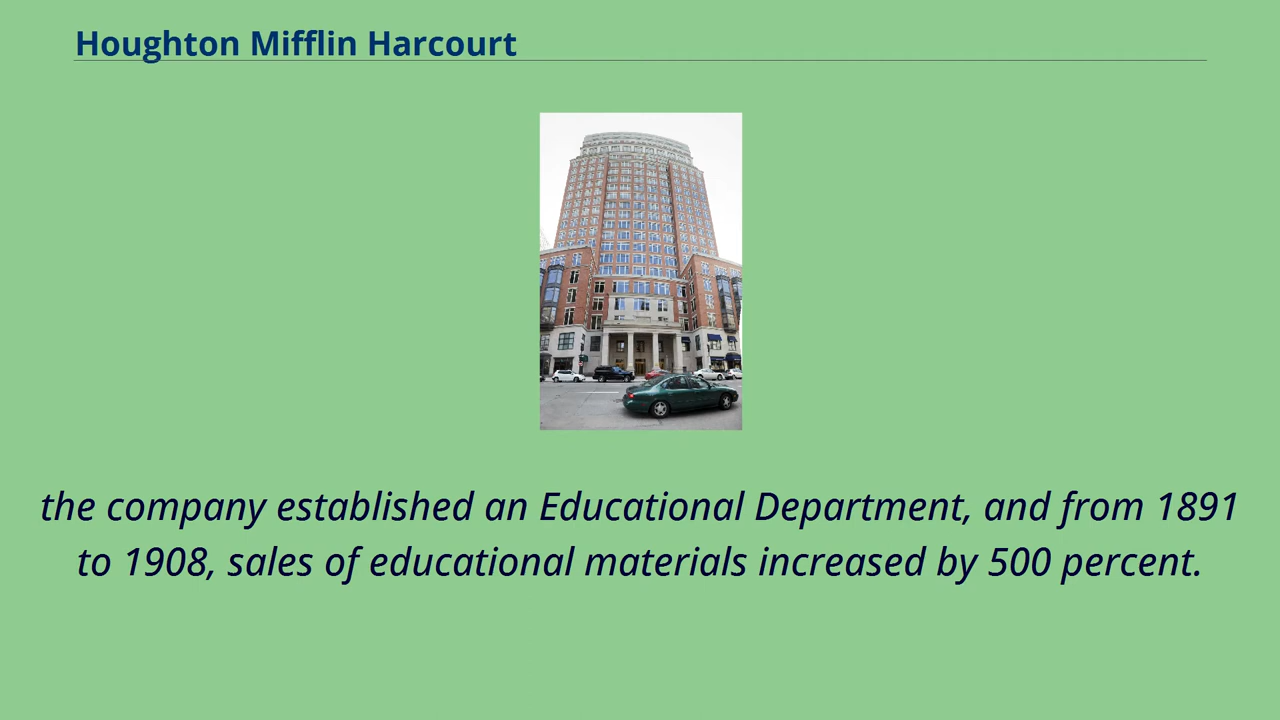 Houghton Mifflin Harcourt
the company established an Educational Department, and from 1891
to 1908, sales of educational materials increased by 500 percent.